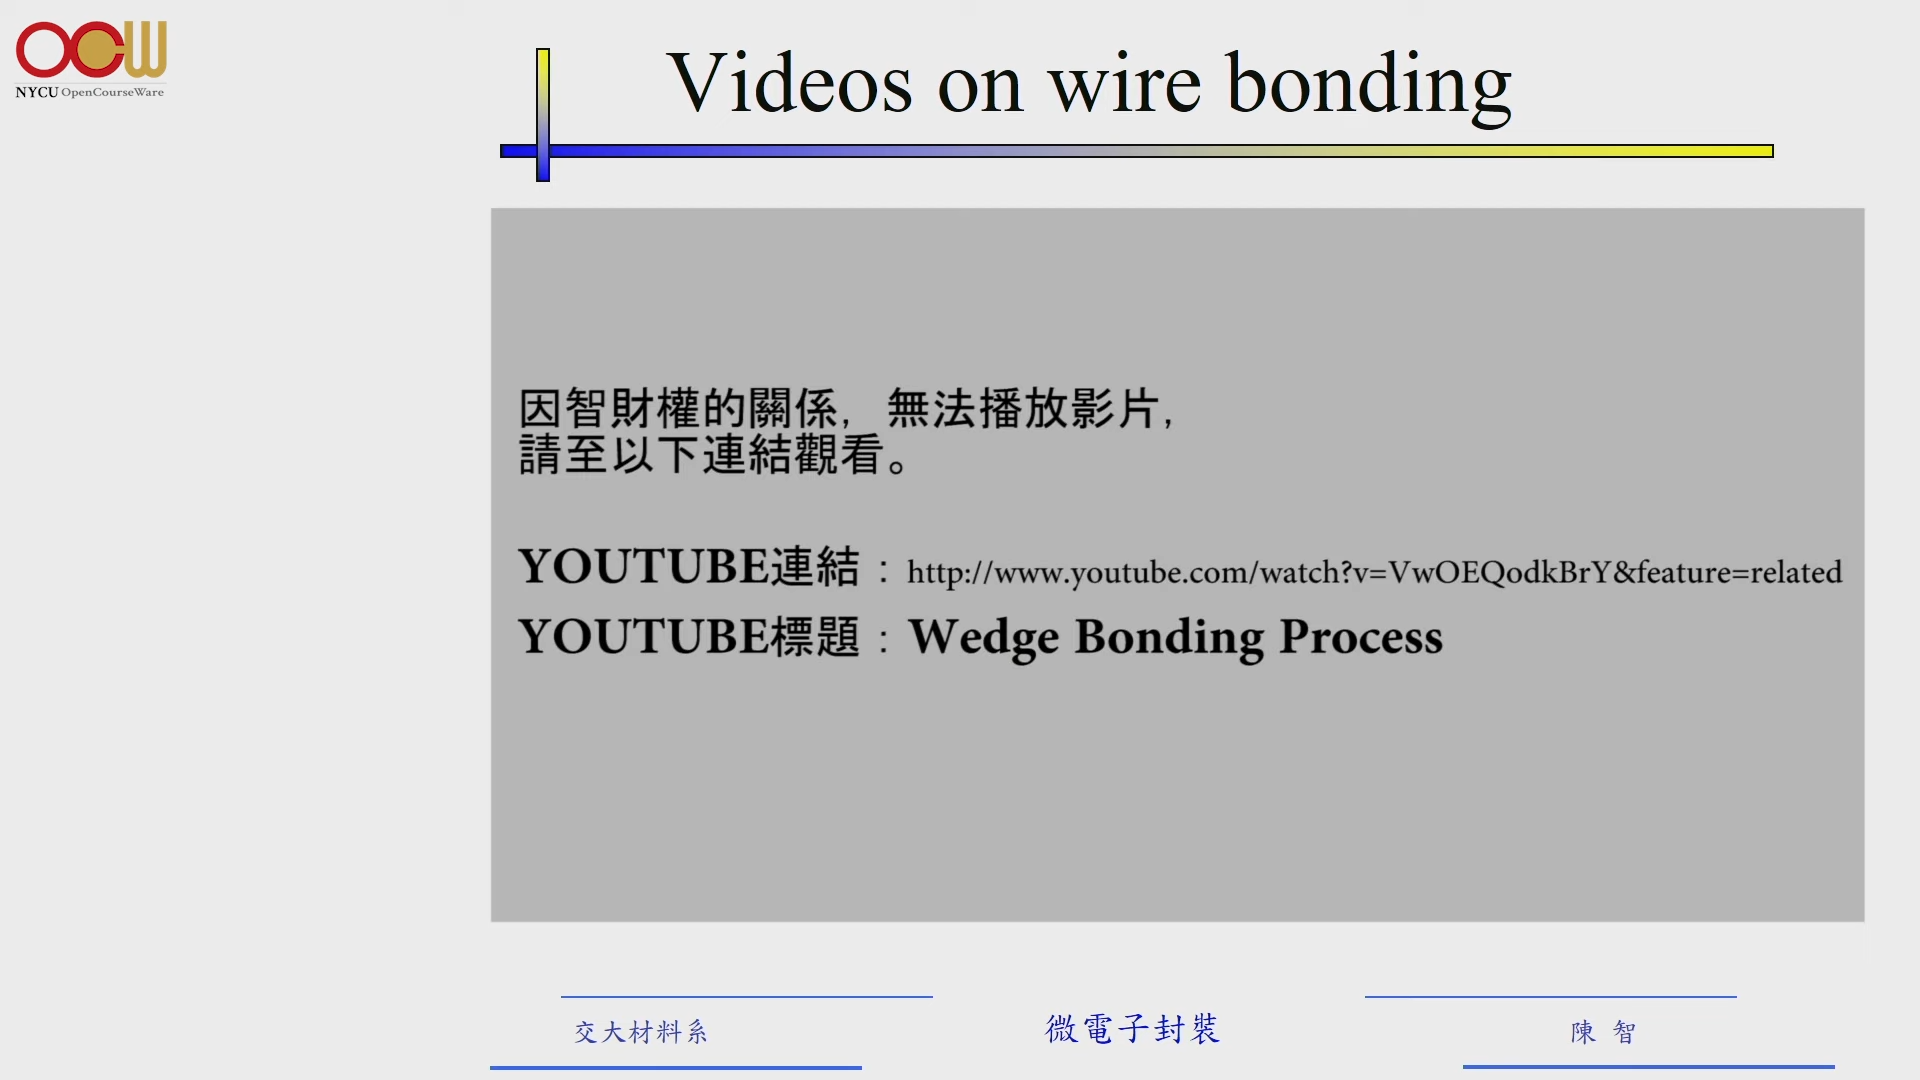 OCW
NYCU OpenCourseWare
Videos on wire bonding
因智財權的關係, 無法播放影片,
請至以下連結觀看。
YOUTUBE連結：http://www.youtube.com/watch?v=VwOEQodkBrY&feature=related
YOUTUBE標題：Wedge Bonding Process
交大材料系
微電子封裝
陳 智